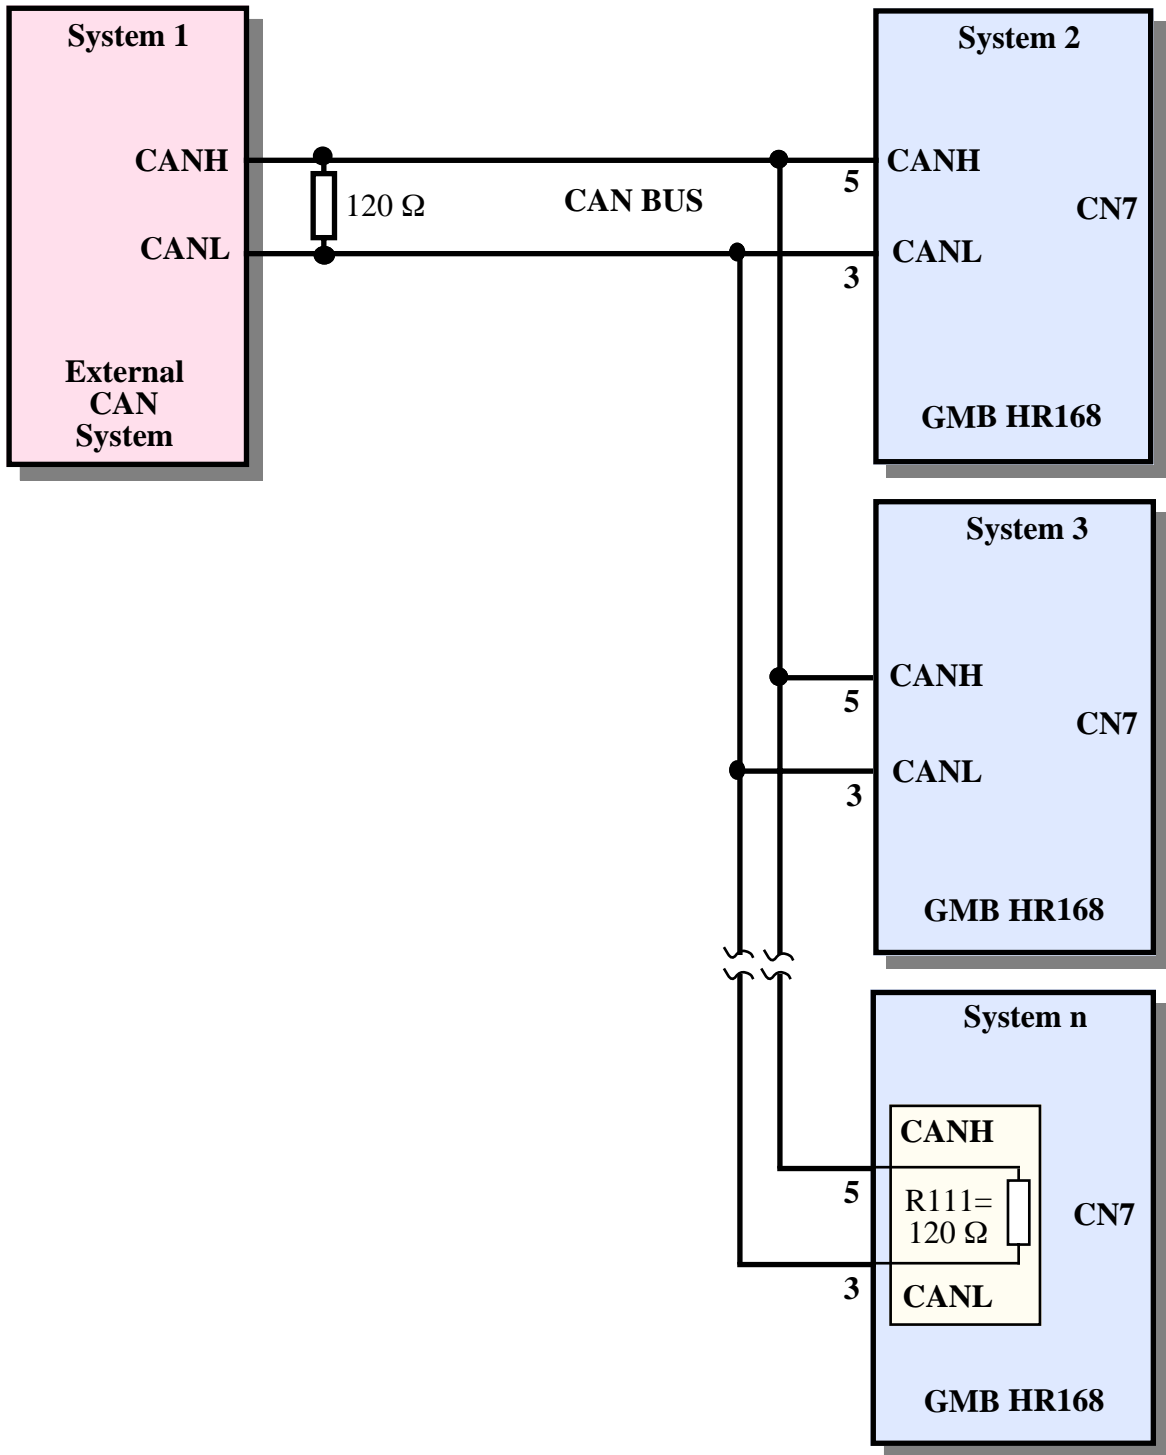 System 1
CANH
CANL
External
CAN
System
120 Ω
CAN BUS
System 2
CANH
5
CN7
CANL
3
GMB HR168
System 3
CANH
5
CN7
CANL
3
GMB HR168
System n
CANH
5
R111=
120 Ω
CN7
3
CANL
GMB HR168